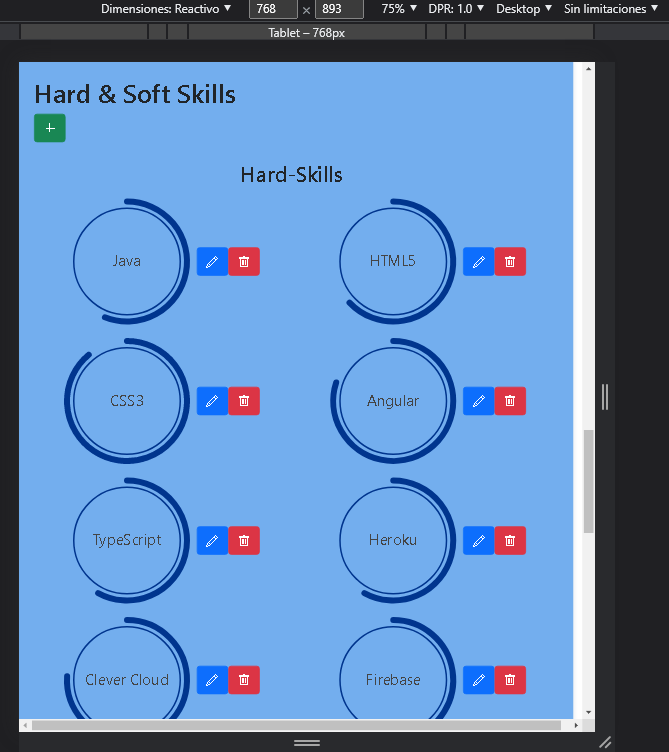 Dimensiones: Reactivo ▼ 768 × 893 75% ▼ DPR: 1.0 ▼ Desktop ▼ Sin limitaciones ▼
Tablet – 768px
Hard & Soft Skills
+
Hard-Skills
Java HTML5
CSS3 Angular
TypeScript Heroku
Clever Cloud Firebase